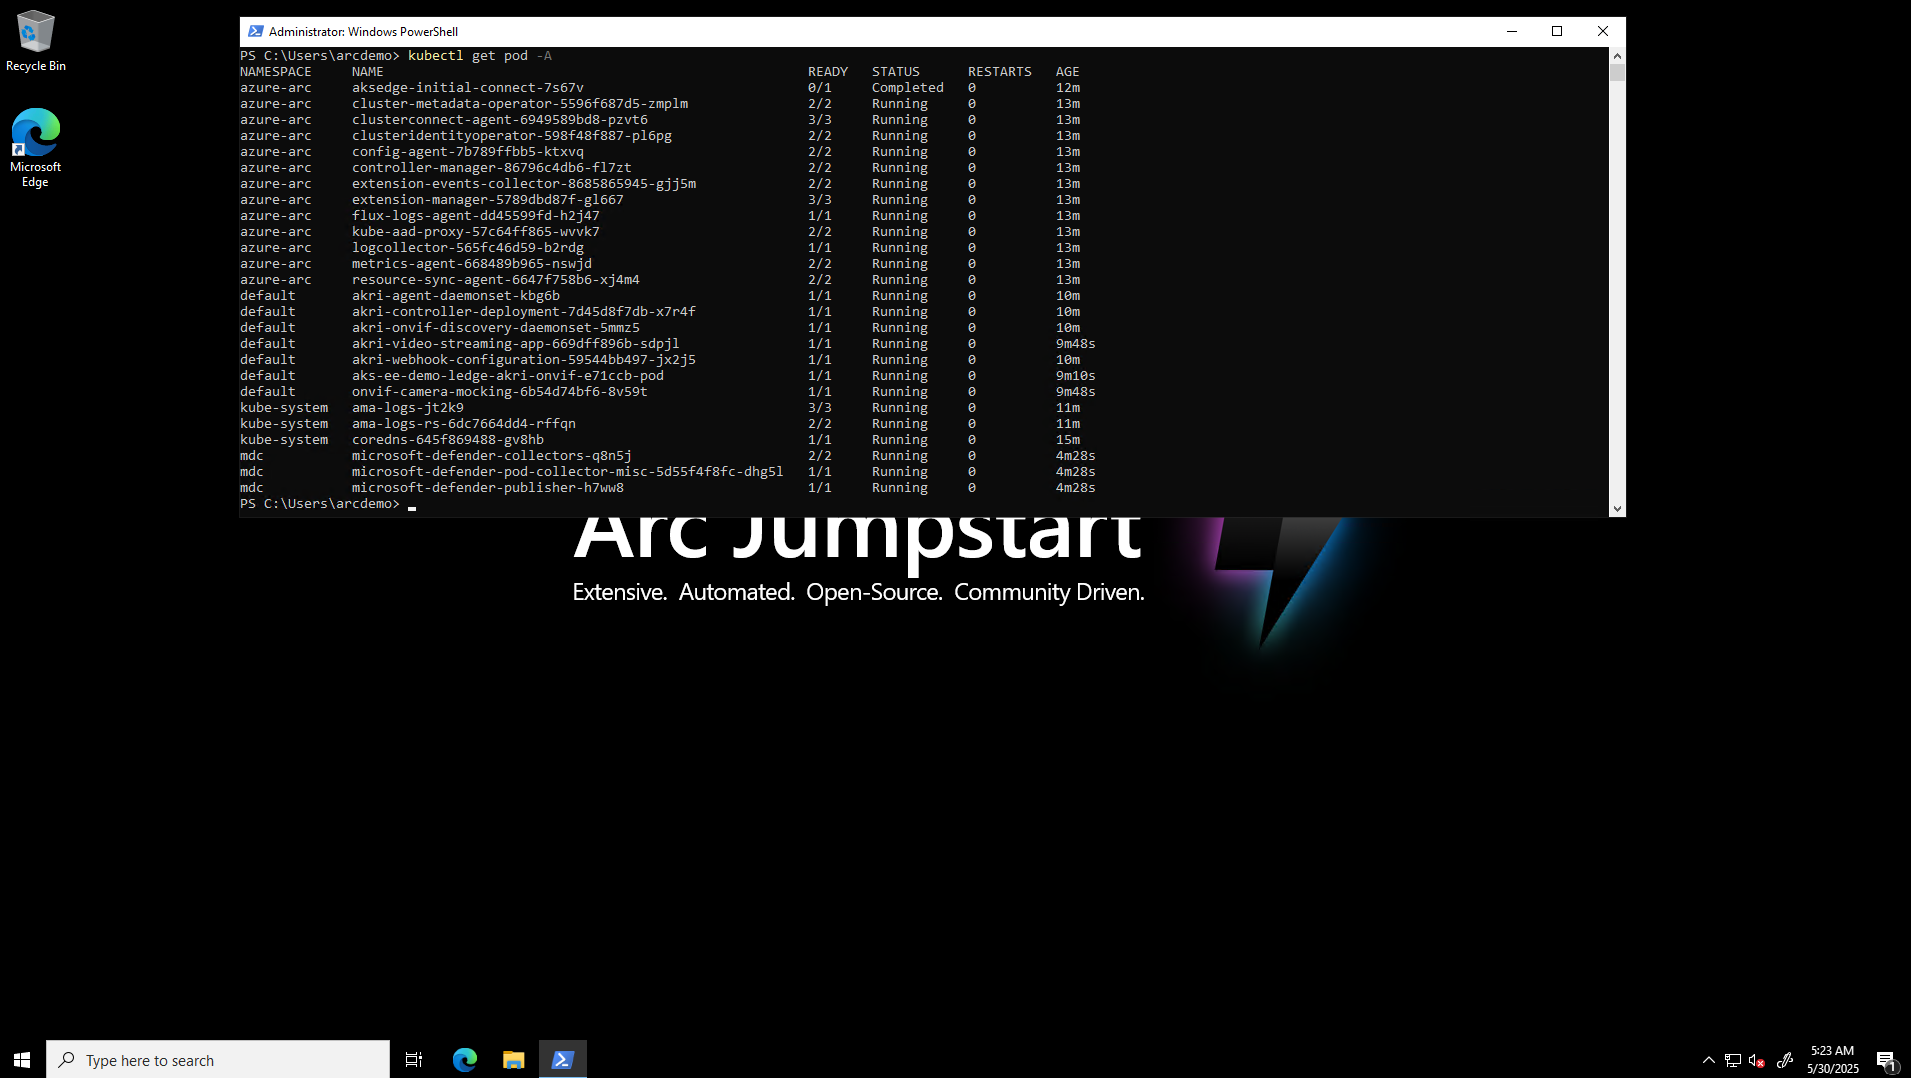 Recycle Bin
Microsoft
Edge
Administrator: Windows PowerShell
PS C:\Users\arcdemo> kubectl get pod -A
NAMESPACE NAME READY STATUS RESTARTS AGE
azure-arc aksedge-initial-connect-7s67v 0/1 Completed 0 12m
azure-arc cluster-metadata-operator-5596f687d5-zmplm 2/2 Running 0 13m
azure-arc clusterconnect-agent-6949589bd8-pzvt6 3/3 Running 0 13m
azure-arc clusteridentityoperator-598f48f887-pl6pg 2/2 Running 0 13m
azure-arc config-agent-7b789ffbb5-ktxvq 2/2 Running 0 13m
azure-arc controller-manager-86796c4db6-fl7zt 2/2 Running 0 13m
azure-arc extension-events-collector-8685865945-gjj5m 2/2 Running 0 13m
azure-arc extension-manager-5789dbd87f-gl667 3/3 Running 0 13m
azure-arc flux-logs-agent-dd45599fd-h2j47 1/1 Running 0 13m
azure-arc kube-aad-proxy-57c64ff865-wvvk7 2/2 Running 0 13m
azure-arc logcollector-565fc46d59-b2rdg 1/1 Running 0 13m
azure-arc metrics-agent-668489b965-nswjd 2/2 Running 0 13m
azure-arc resource-sync-agent-6647f758b6-xj4m4 2/2 Running 0 13m
default akri-agent-daemonset-kbg6b 1/1 Running 0 10m
default akri-controller-deployment-7d45d8f7db-x7r4f 1/1 Running 0 10m
default akri-onvif-discovery-daemonset-5mmz5 1/1 Running 0 10m
default akri-video-streaming-app-669dff896b-sdpjl 1/1 Running 0 9m48s
default akri-webhook-configuration-59544bb497-jx2j5 1/1 Running 0 10m
default aks-ee-demo-ledge-akri-onvif-e71ccb-pod 1/1 Running 0 9m10s
default onvif-camera-mocking-6b54d74bf6-8v59t 1/1 Running 0 9m48s
kube-system ama-logs-jt2k9 3/3 Running 0 11m
kube-system ama-logs-rs-6dc7664dd4-rffqn 2/2 Running 0 11m
kube-system coredns-645f869488-gv8hb 1/1 Running 0 15m
mdc microsoft-defender-collectors-q8n5j 2/2 Running 0 4m28s
mdc microsoft-defender-pod-collector-misc-5d55f4f8fc-dhg5l 1/1 Running 0 4m28s
mdc microsoft-defender-publisher-h7ww8 1/1 Running 0 4m28s
PS C:\Users\arcdemo>
Arc Jumpstart
Extensive. Automated. Open-Source. Community Driven.
Type here to search
5:23 AM
5/30/2025
1